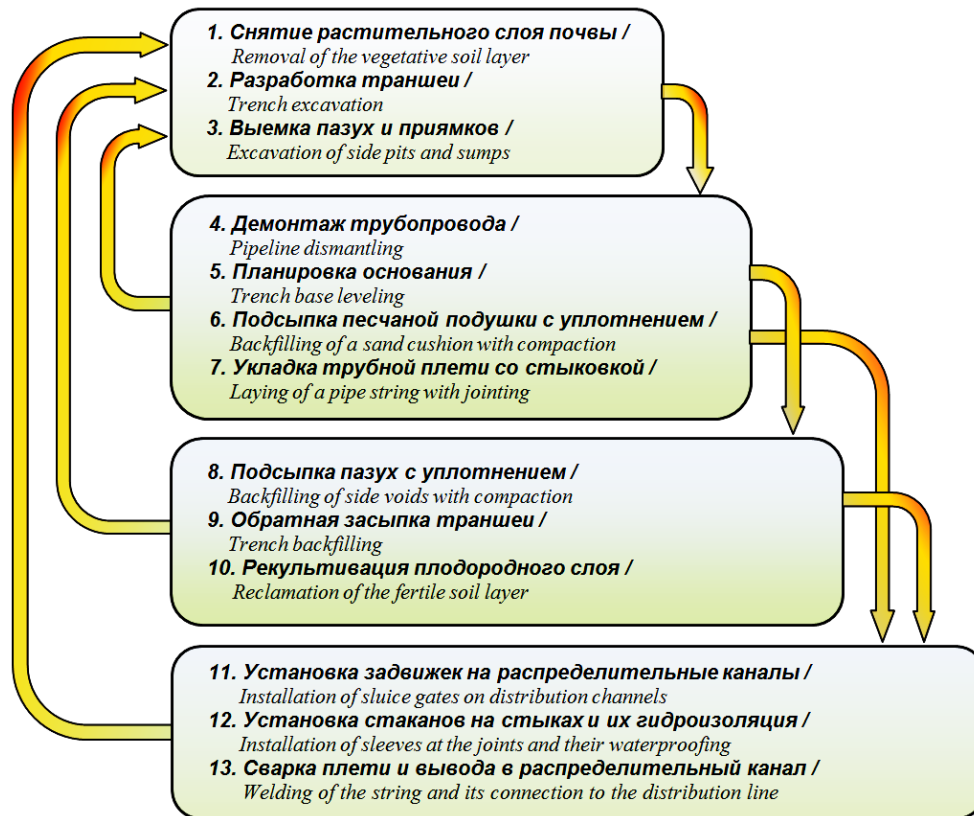 1. Снятие растительного слоя почвы /
Removal of the vegetative soil layer
2. Разработка траншеи /
Trench excavation
3. Выемка пазух и приямков /
Excavation of side pits and sumps
4. Демонтаж трубопровода /
Pipeline dismantling
5. Планировка основания /
Trench base leveling
6. Подсыпка песчаной подушки с уплотнением /
Backfilling of a sand cushion with compaction
7. Укладка трубной плети со стыковкой /
Laying of a pipe string with jointing
8. Подсыпка пазух с уплотнением /
Backfilling of side voids with compaction
9. Обратная засыпка траншеи /
Trench backfilling
10. Рекультивация плодородного слоя /
Reclamation of the fertile soil layer
11. Установка задвижек на распределительные каналы /
Installation of sluice gates on distribution channels
12. Установка стаканов на стыках и их гидроизоляция /
Installation of sleeves at the joints and their waterproofing
13. Сварка плети и вывода в распределительный канал /
Welding of the string and its connection to the distribution line